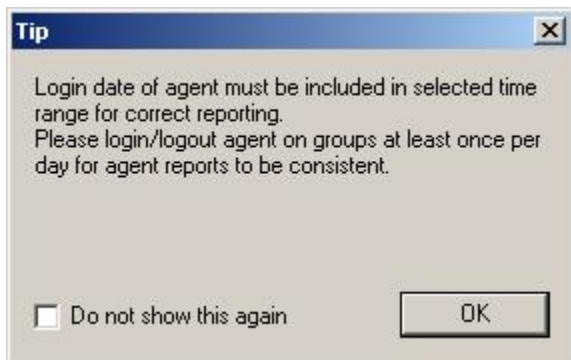 Tip
Login date of agent must be included in selected time
range for correct reporting.
Please login/logout agent on groups at least once per
day for agent reports to be consistent.
Do not show this again
OK